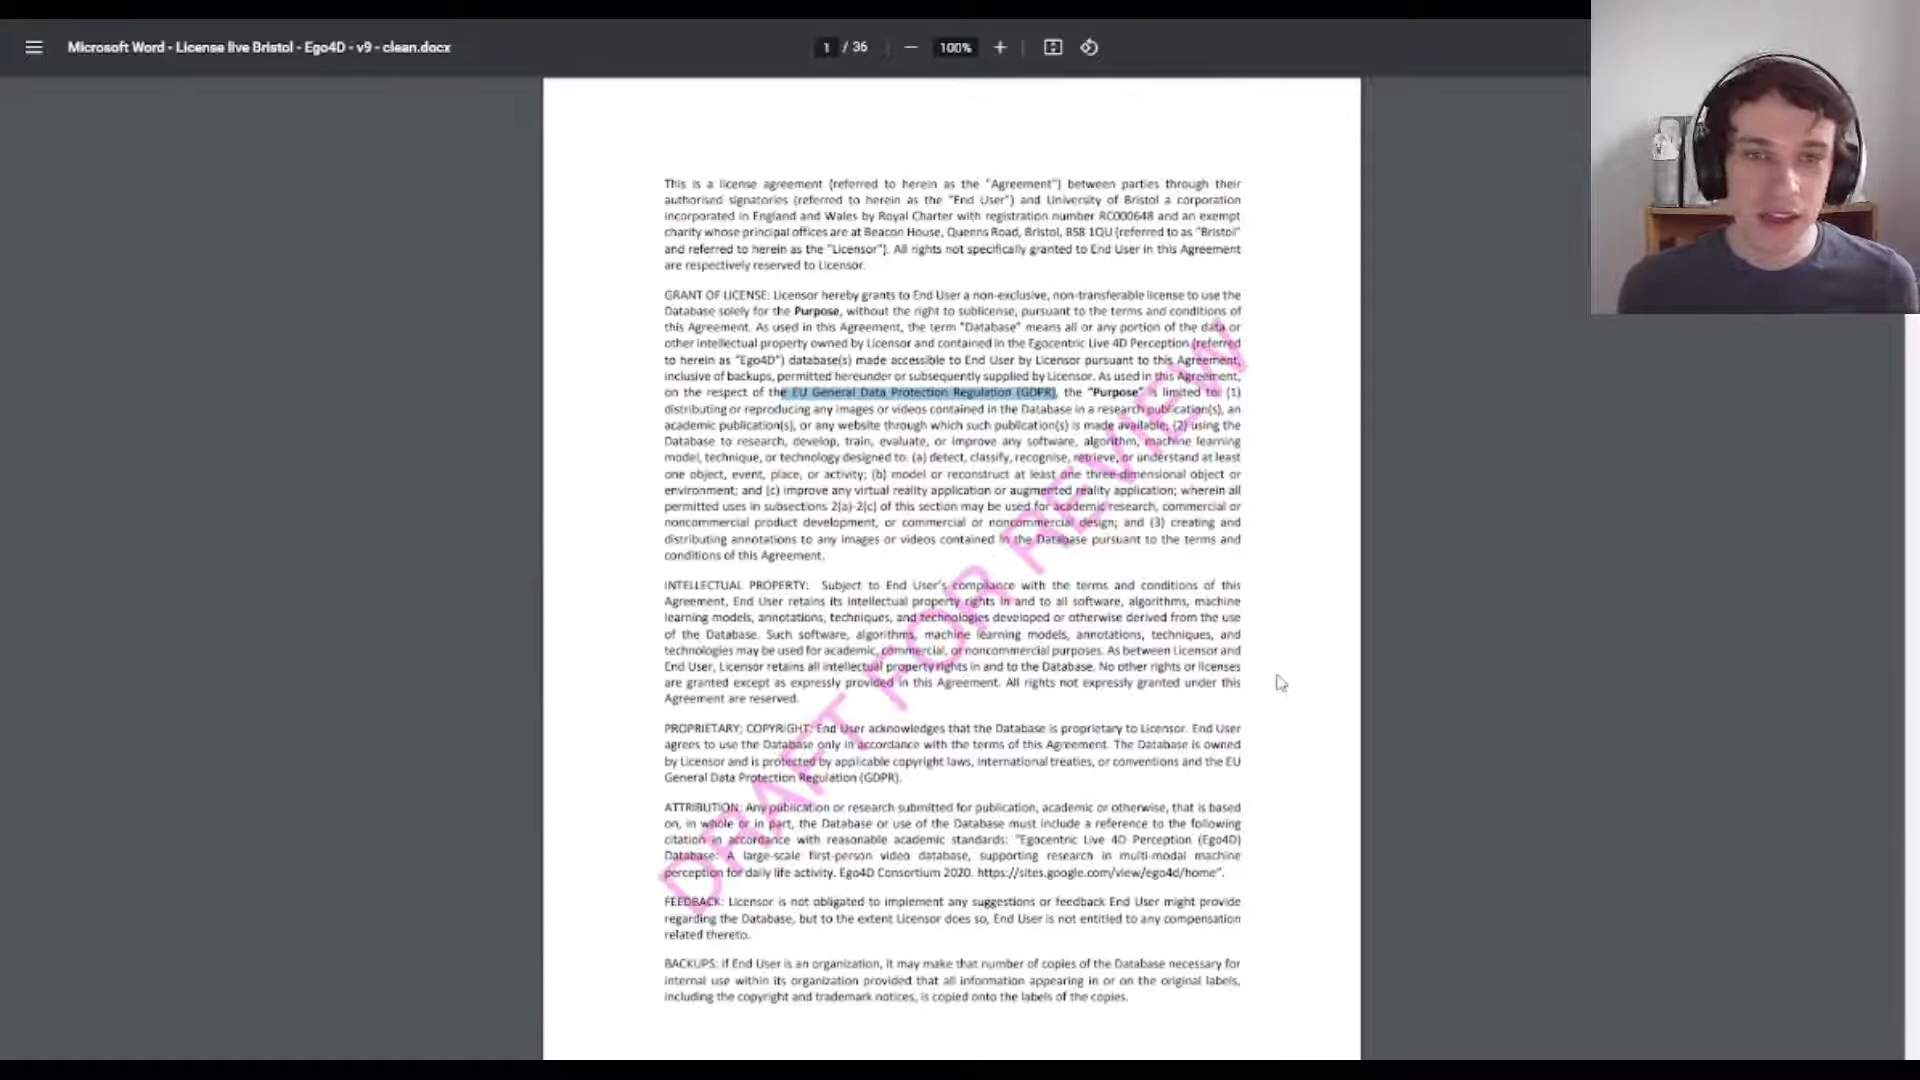 Microsoft Word - License live Bristol - Ego4D - v9 - clean.docx
1 / 36
100%
This is a license agreement (referred to herein as the "Agreement") between parties through their
authorised signatories (referred to herein as the "End User") and University of Bristol a corporation
incorporated in England and Wales by Royal Charter with registration number RC000648 and an exempt
charity whose principal offices are at Beacon House, Queens Road, Bristol, BS8 1QU (referred to as "Bristol"
and referred to herein as the "Licensor"). All rights not specifically granted to End User in this Agreement
are respectively reserved to Licensor.
GRANT OF LICENSE: Licensor hereby grants to End User a non-exclusive, non-transferable license to use the
Database solely for the Purpose, without the right to sublicense, pursuant to the terms and conditions of
this Agreement. As used in this Agreement, the term "Database" means all or any portion of the data or
other intellectual property owned by Licensor and contained in the Egocentric Live 4D Perception (referred
to herein as "Ego4D") database(s) made accessible to End User by Licensor pursuant to this Agreement,
inclusive of backups, permitted hereunder or subsequently supplied by Licensor. As used in this Agreement,
on the respect of the EU General Data Protection Regulation (GDPR), the "Purpose" is limited to: (1)
distributing or reproducing any images or videos contained in the Database in a research publication(s), an
academic publication(s), or any website through which such publication(s) is made available; (2) using the
Database to research, develop, train, evaluate, or improve any software, algorithm, machine learning
model, technique, or technology designed to: (a) detect, classify, recognise, retrieve, or understand at least
one object, event, place, or activity; (b) model or reconstruct at least one three-dimensional object or
environment; and (c) improve any virtual reality application or augmented reality application; wherein all
permitted uses in subsections 2(a)-2(c) of this section may be used for academic research, commercial or
noncommercial product development, or commercial or noncommercial design; and (3) creating and
distributing annotations to any images or videos contained in the Database pursuant to the terms and
conditions of this Agreement.
INTELLECTUAL PROPERTY: Subject to End User's compliance with the terms and conditions of this
Agreement, End User retains its intellectual property rights in and to all software, algorithms, machine
learning models, annotations, techniques, and technologies developed or otherwise derived from the use
of the Database. Such software, algorithms, machine learning models, annotations, techniques, and
technologies may be used for academic, commercial, or noncommercial purposes. As between Licensor and
End User, Licensor retains all intellectual property rights in and to the Database. No other rights or licenses
are granted except as expressly provided in this Agreement. All rights not expressly granted under this
Agreement are reserved.
PROPRIETARY; COPYRIGHT: End User acknowledges that the Database is proprietary to Licensor. End User
agrees to use the Database only in accordance with the terms of this Agreement. The Database is owned
by Licensor and is protected by applicable copyright laws, international treaties, or conventions and the EU
General Data Protection Regulation (GDPR).
ATTRIBUTION: Any publication or research submitted for publication, academic or otherwise, that is based
on, in whole or in part, the Database or use of the Database must include a reference to the following
citation in accordance with reasonable academic standards: "Egocentric Live 4D Perception (Ego4D)
Database: A large-scale first-person video database, supporting research in multi-modal machine
perception for daily life activity. Ego4D Consortium 2020. https://sites.google.com/view/ego4d/home".
FEEDBACK: Licensor is not obligated to implement any suggestions or feedback End User might provide
regarding the Database, but to the extent Licensor does so, End User is not entitled to any compensation
related thereto.
BACKUPS: If End User is an organization, it may make that number of copies of the Database necessary for
internal use within its organization provided that all information appearing in or on the original labels,
including the copyright and trademark notices, is copied onto the labels of the copies.
DRAFT FOR REVIEW